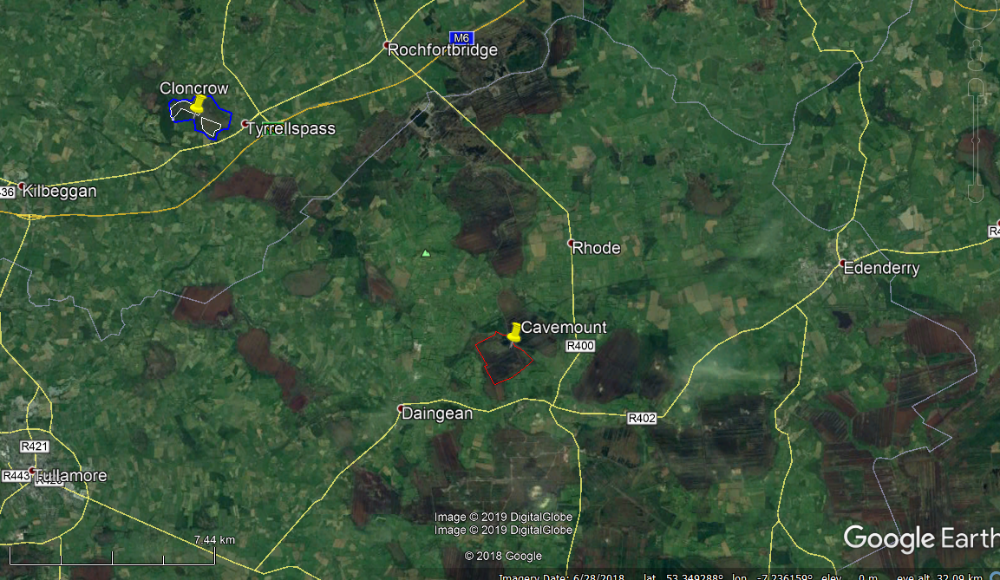 M6
Rochfortbridge
Cloncrow
Tyrrellspass
36
Kilbeggan
R4
Rhode
Edenderry
Cavemount
R400
Daingean
R402
R421
R443
Tullamore
Image © 2019 DigitalGlobe
Image © 2019 DigitalGlobe
7.44 km
Google Earth
© 2018 Google
Imagery Date: 6/28/2018 lat 53.349288° lon -7.236159° elev 0 m eye alt 32.09 km